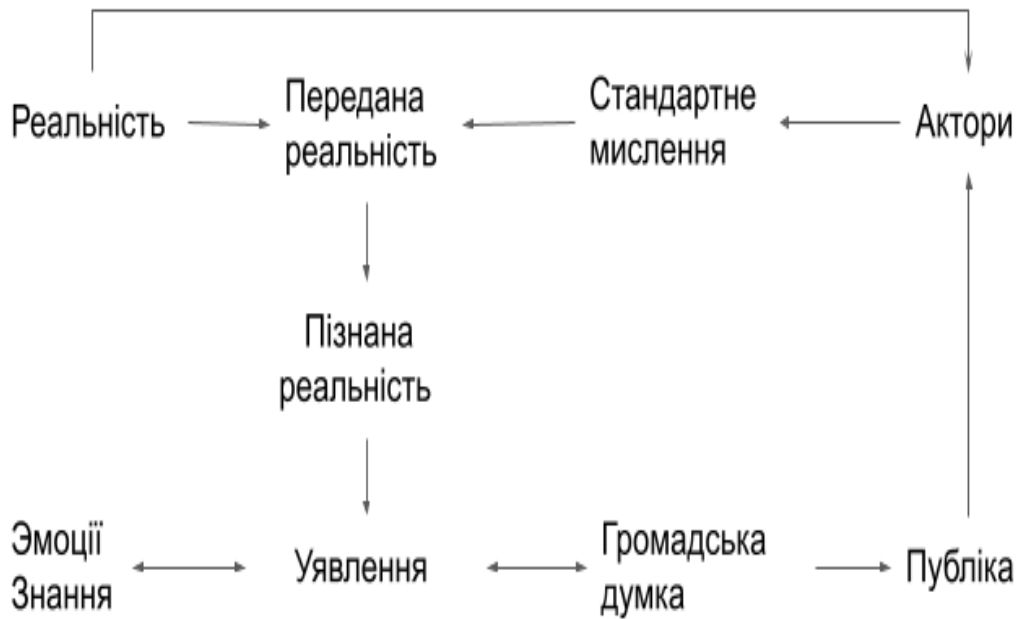 Реальність
Передана
реальність
Стандартне
мислення
Актори
Пізнана
реальність
Эмоції
Знання
Уявлення
Громадська
думка
Публіка